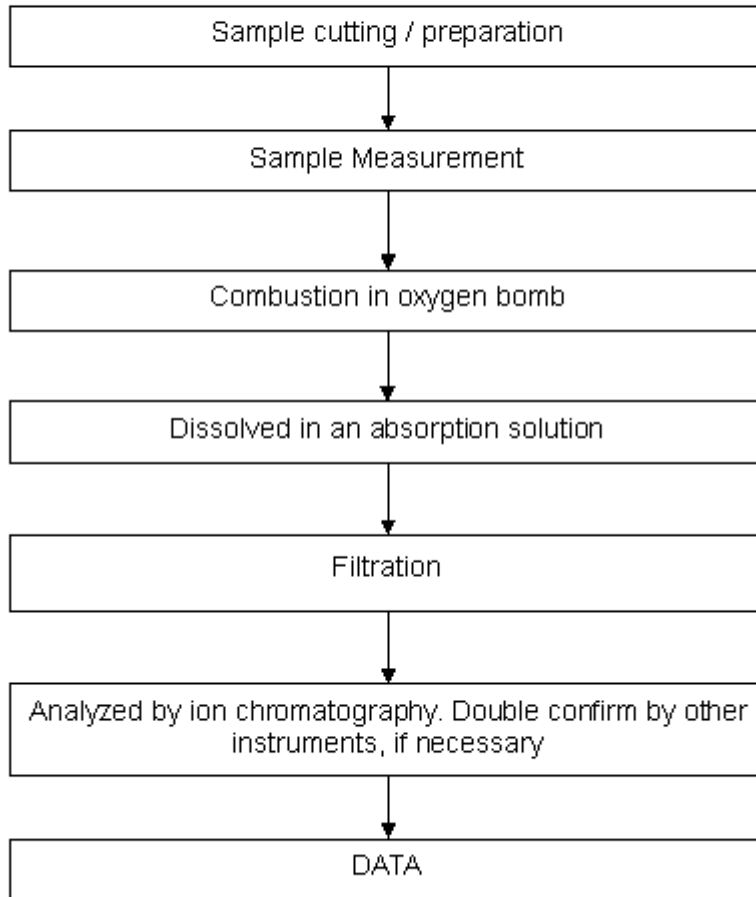 Sample cutting / preparation
Sample Measurement
Combustion in oxygen bomb
Dissolved in an absorption solution
Filtration
Analyzed by ion chromatography. Double confirm by other
instruments, if necessary
DATA